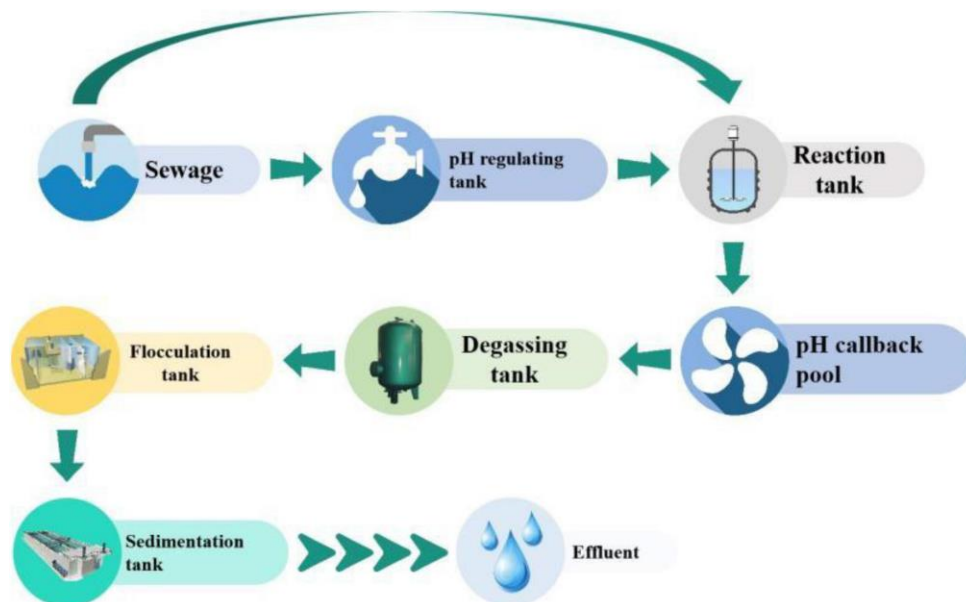 Sewage
pH regulating
tank
Reaction
tank
pH callback
pool
Degassing
tank
Flocculation
tank
Sedimentation
tank
Effluent